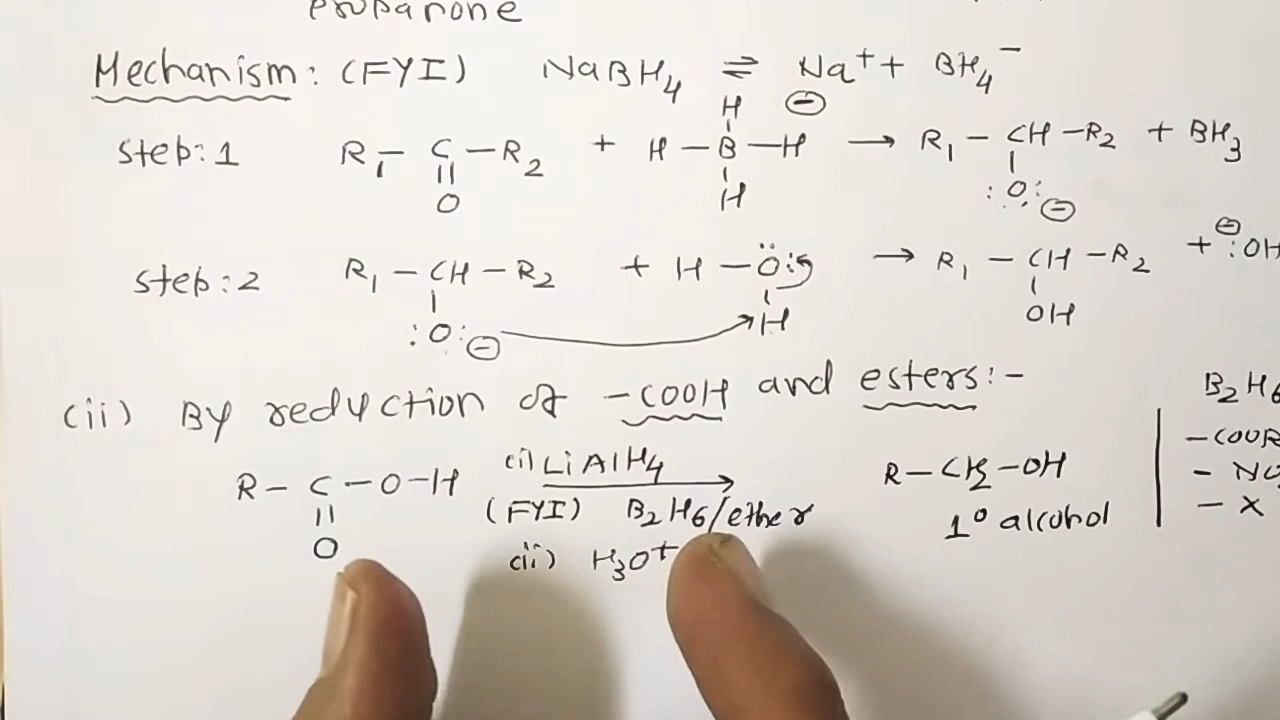 Propanone
Mechanism: (FYI) NaBH4 ⇌ Na+ + BH4−
step: 1 R1 − C − R2 + H − B − H → R1 − CH − R2 + BH3
H ⊖
|| | |
O H :O: ⊖
step: 2 R1 − CH − R2 + H − O: → R1 − CH − R2 + ⊖:OH
| | |
:O: ⊖ H OH
(ii) By reduction of −COOH and esters:-
B2H6
R − C − O − H (i) LiAlH4 R − CH2 − OH −COOR
|| (FYI) B2H6/ether 1° alcohol
O (ii) H3O+ − X